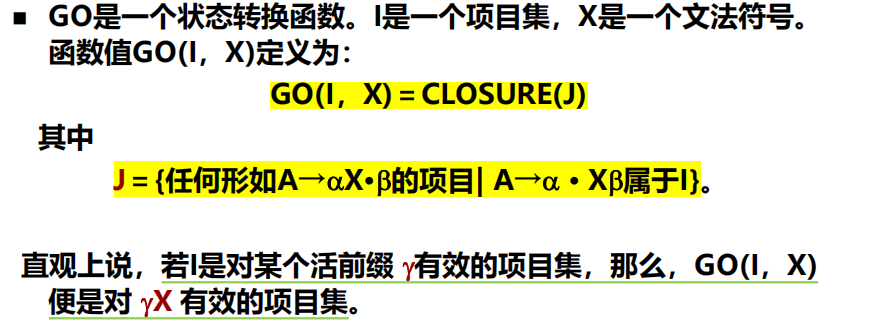 ■ GO是一个状态转换函数。I是一个项目集，X是一个文法符号。
函数值GO(I，X)定义为：
GO(I，X) = CLOSURE(J)
其中
J = {任何形如A→αX•β的项目| A→α • Xβ属于I}。
直观上说，若I是对某个活前缀 γ有效的项目集，那么，GO(I，X)
便是对 γX 有效的项目集。